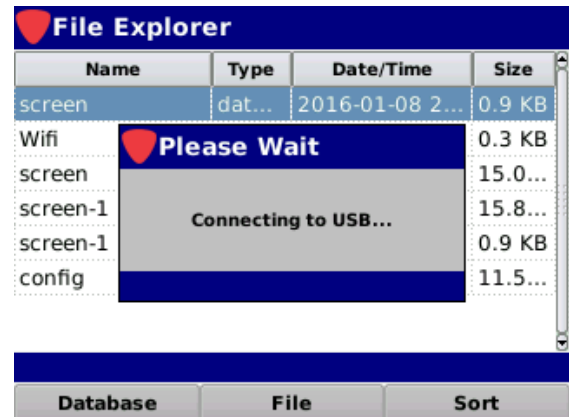 File Explorer
Name Type Date/Time Size
screen dat... 2016-01-08 2... 0.9 KB
Wifi 0.3 KB
Please Wait
screen 15.0...
screen-1 15.8...
Connecting to USB...
screen-1 0.9 KB
config 11.5...
Database File Sort